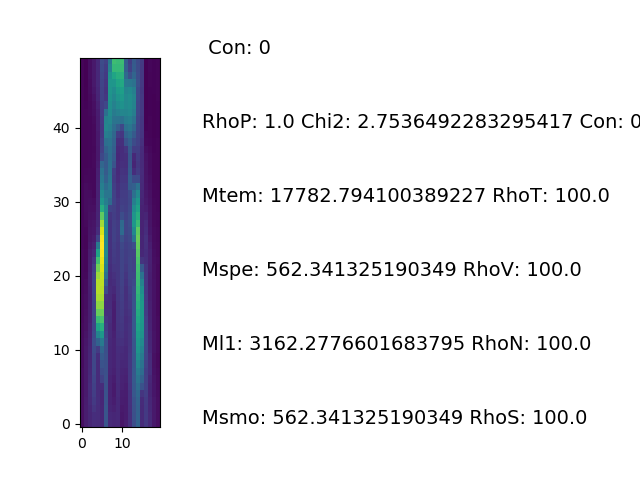 Con: 0
RhoP: 1.0 Chi2: 2.7536492283295417 Con: 0
Mtem: 17782.794100389227 RhoT: 100.0
Mspe: 562.341325190349 RhoV: 100.0
Ml1: 3162.2776601683795 RhoN: 100.0
Msmo: 562.341325190349 RhoS: 100.0
40
30
20
10
0
0 10